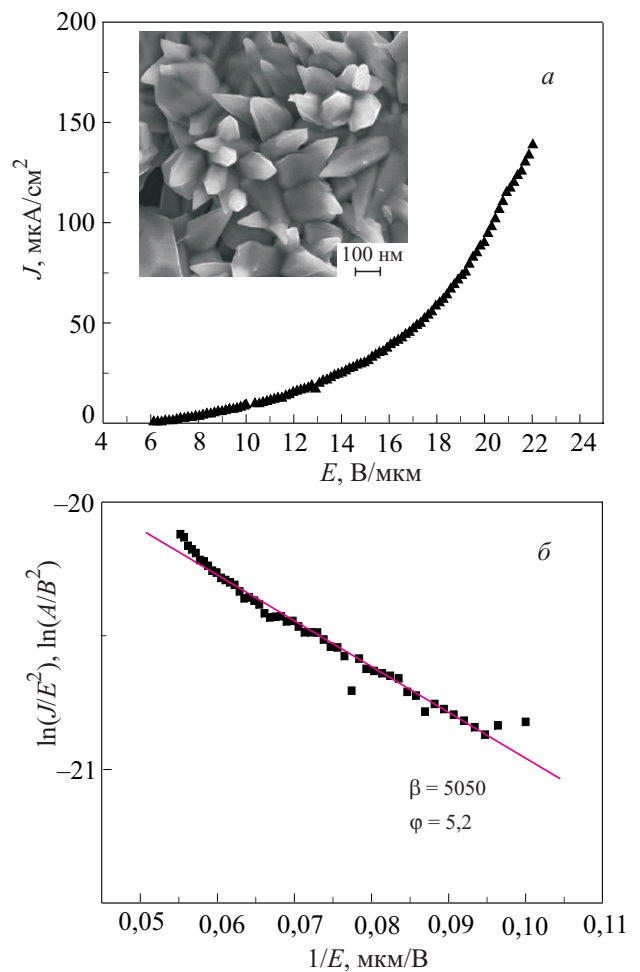 200
150
100
50
0
J, мкА/см²
а
100 нм
4 6 8 10 12 14 16 18 20 22 24
E, В/мкм
−20
−21
ln(J/E²), ln(A/B²)
б
β = 5050
φ = 5,2
0,05 0,06 0,07 0,08 0,09 0,10 0,11
1/E, мкм/В